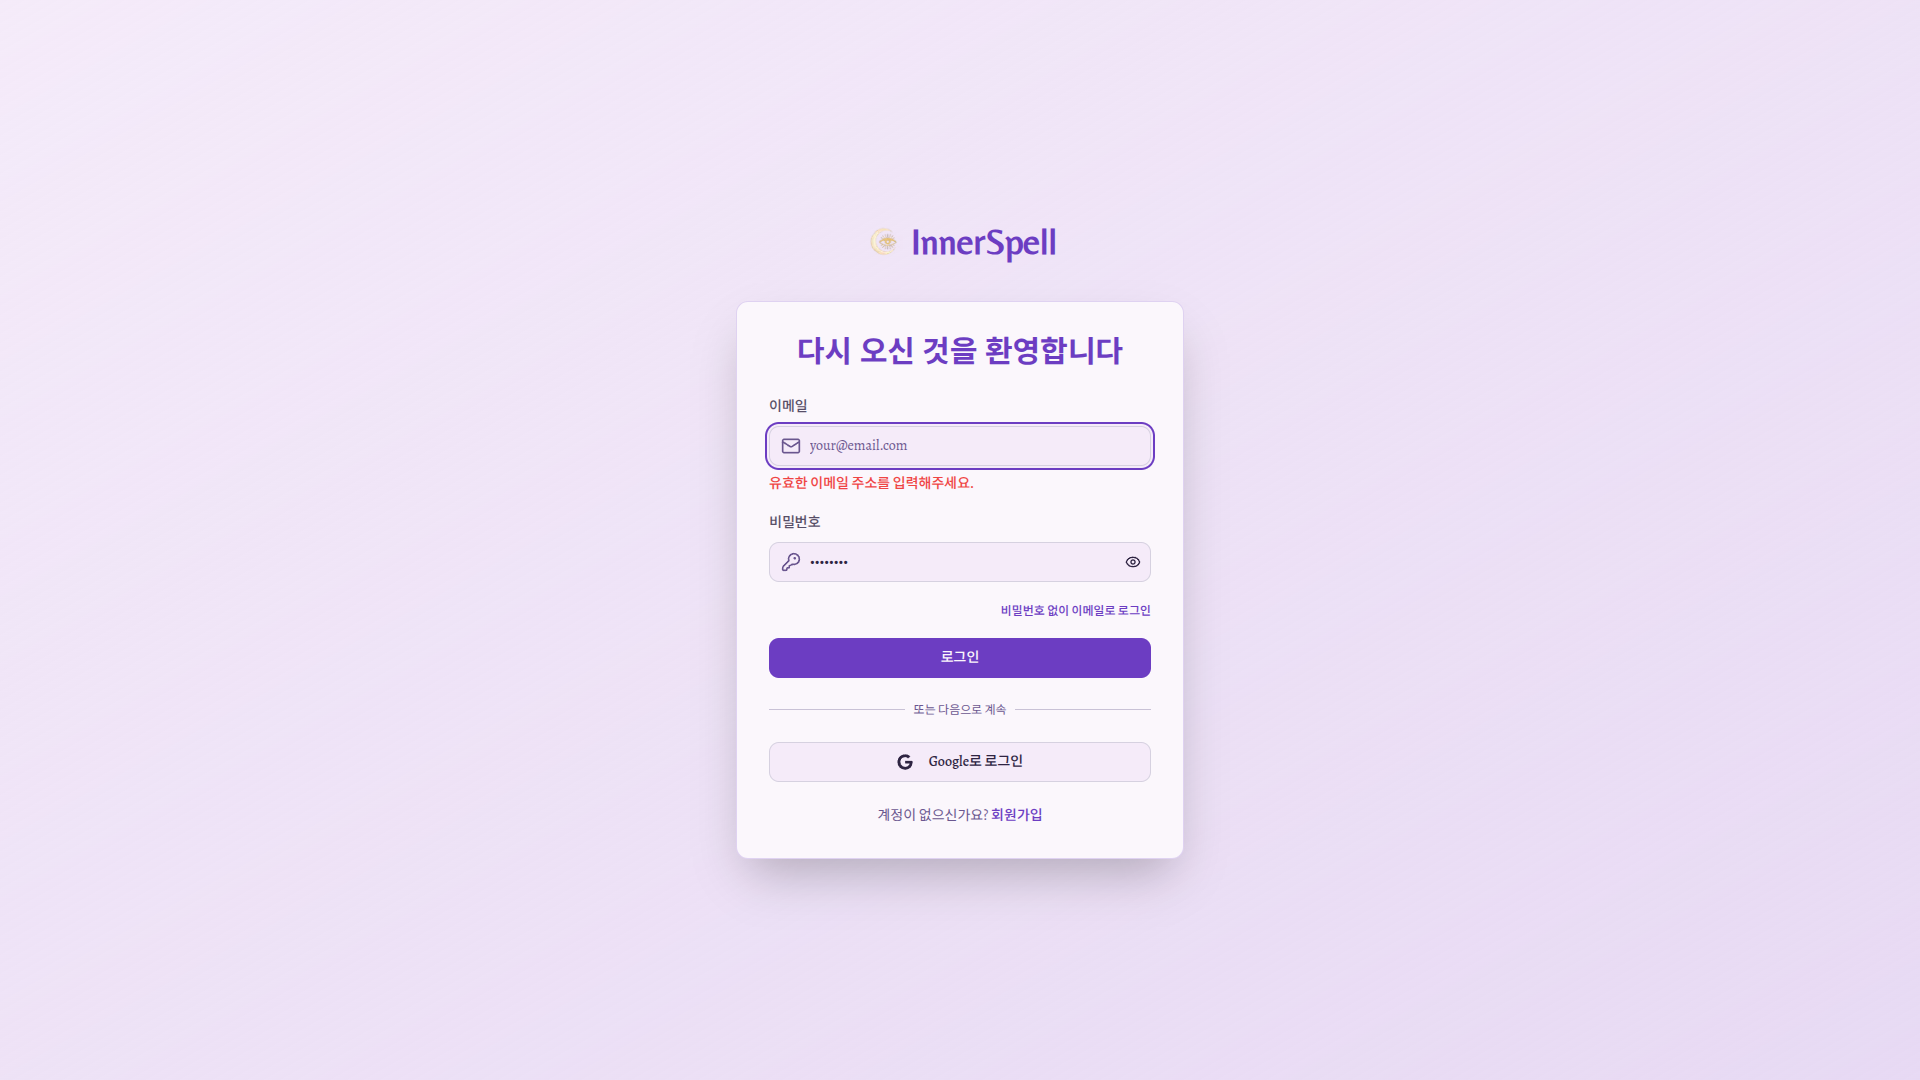 InnerSpell
다시 오신 것을 환영합니다
이메일
your@email.com
유효한 이메일 주소를 입력해주세요.
비밀번호
••••••••
비밀번호 없이 이메일로 로그인
로그인
또는 다음으로 계속
Google로 로그인
계정이 없으신가요? 회원가입